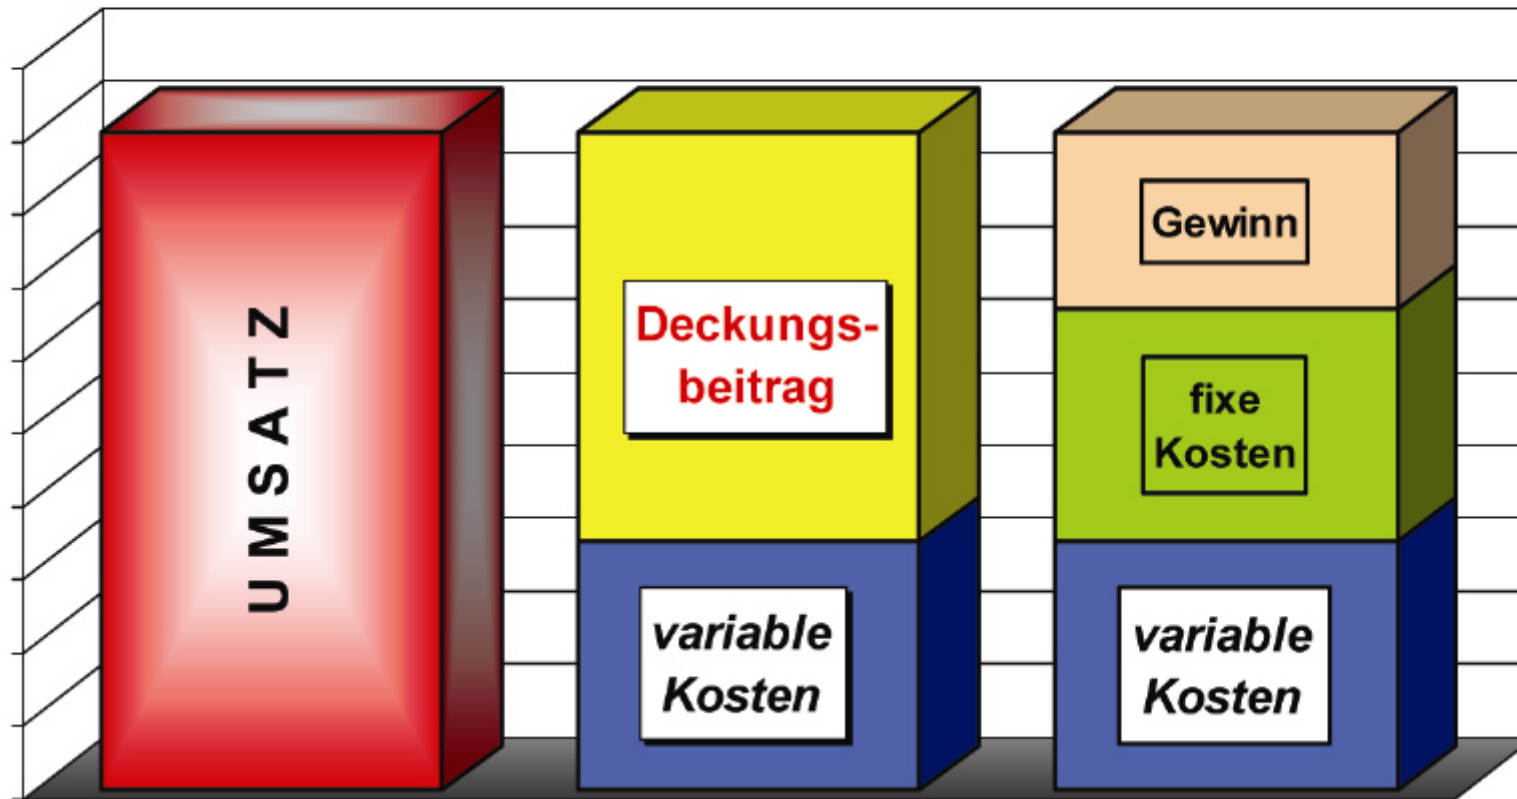 UMSATZ
Deckungs-
beitrag
variable
Kosten
Gewinn
fixe
Kosten
variable
Kosten